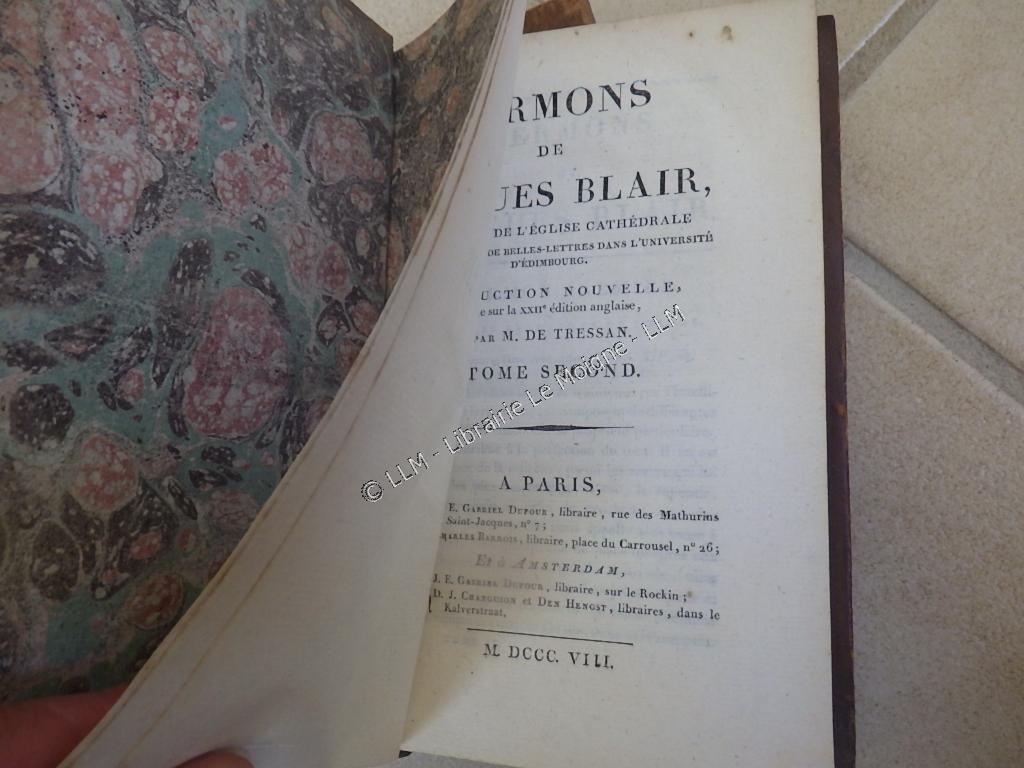 RMONS
DE
UES BLAIR,
DE L'ÉGLISE CATHÉDRALE
DE BELLES-LETTRES DANS L'UNIVERSITÉ
D'ÉDIMBOURG.
UCTION NOUVELLE,
e sur la XXIIe édition anglaise,
PAR M. DE TRESSAN.
TOME SECOND.
© LLM - Librairie Le Moigne - LLM
A PARIS,
E. GABRIEL DUFOUR, libraire, rue des Mathurins
Saint-Jacques, n° 7;
HARLES BARROIS, libraire, place du Carrousel, n° 26;
Et à AMSTERDAM,
J. E. GABRIEL DUFOUR, libraire, sur le Rockin;
D. J. CHANGUION et DEN HENGST, libraires, dans le
Kalverstraat.
M. DCCC. VIII.